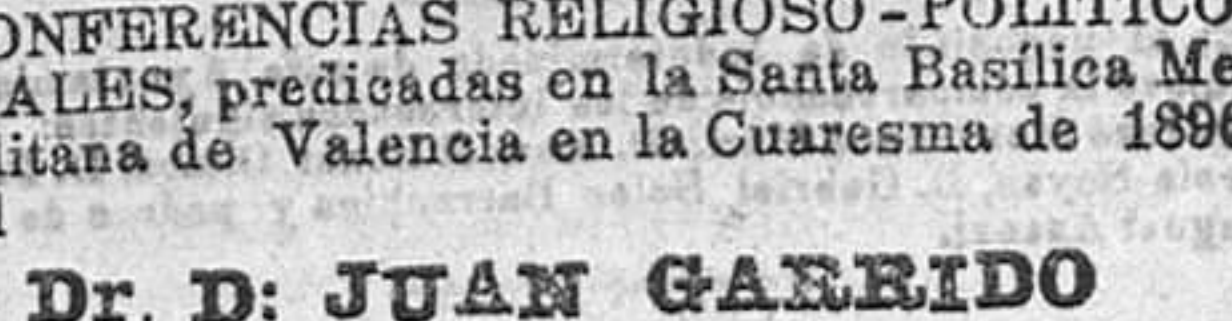 ONFERENCIAS RELIGIOSO-POLITICO
ALES, predicadas en la Santa Basílica Me
litana de Valencia en la Cuaresma de 189
Dr. D: JUAN GARRIDO